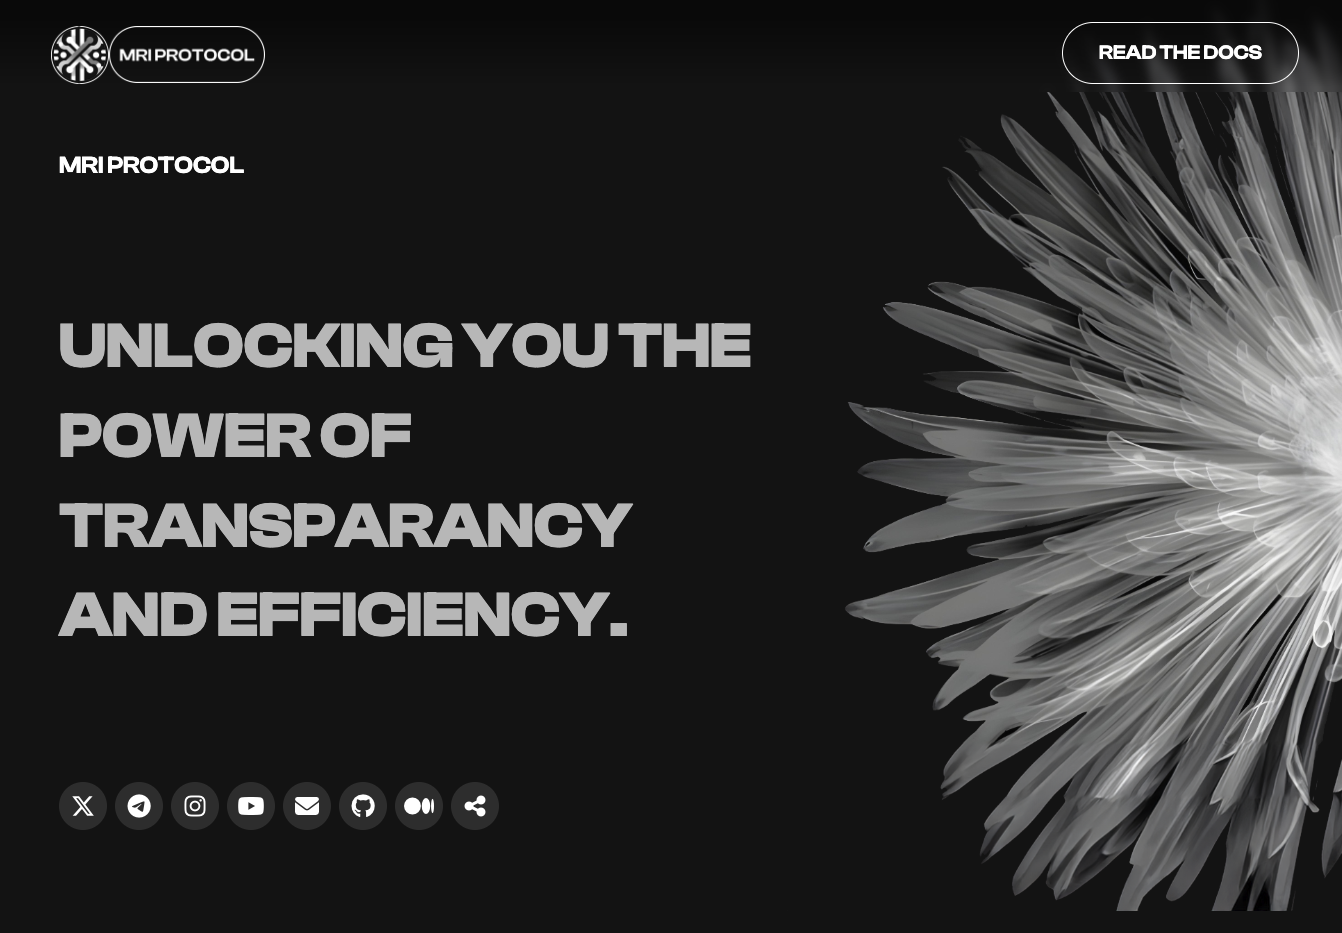 MRI PROTOCOL
READ THE DOCS
MRI PROTOCOL
UNLOCKING YOU THE
POWER OF
TRANSPARANCY
AND EFFICIENCY.